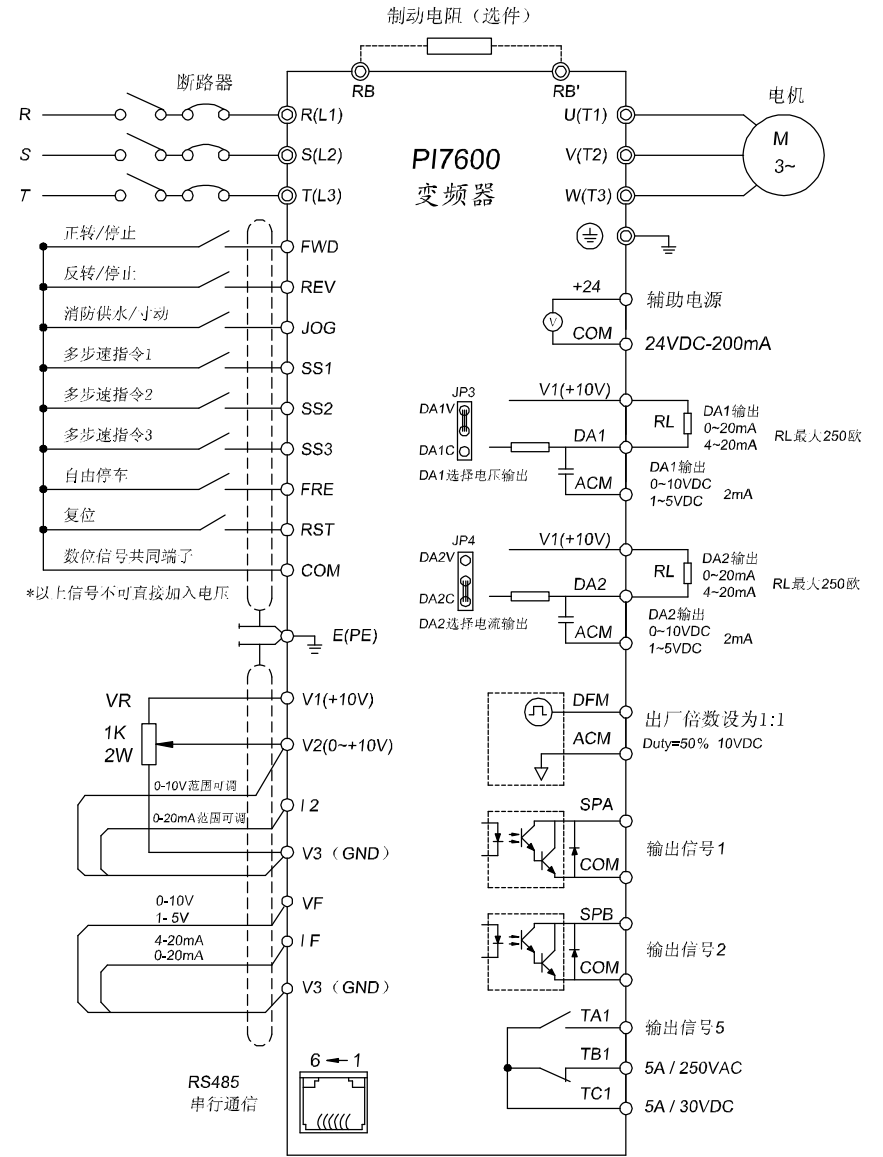 制动电阻（选件）
RB
RB'
断路器
电机
R
R(L1)
U(T1)
S
S(L2)
PI7600
V(T2)
M
3~
T
T(L3)
变频器
W(T3)
正转/停止
FWD
反转/停止
REV
+24
辅助电源
消防供水/寸动
JOG
V
COM
24VDC-200mA
多步速指令1
SS1
多步速指令2
SS2
多步速指令3
SS3
自由停车
FRE
复位
RST
数位信号共同端子
COM
*以上信号不可直接加入电压
JP3
DA1V
DA1C
DA1选择电压输出
V1(+10V)
DA1
ACM
RL
DA1输出
0~20mA
4~20mA
RL最大250欧
DA1输出
0~10VDC
1~5VDC
2mA
JP4
DA2V
DA2C
DA2选择电流输出
V1(+10V)
DA2
ACM
RL
DA2输出
0~20mA
4~20mA
RL最大250欧
DA2输出
0~10VDC
1~5VDC
2mA
E(PE)
VR
1K
2W
V1(+10V)
V2(0~+10V)
0-10V范围可调
I2
0-20mA范围可调
V3（GND）
0-10V
1-5V
VF
4-20mA
0-20mA
IF
V3（GND）
DFM
出厂倍数设为1:1
ACM
Duty=50% 10VDC
SPA
输出信号1
COM
SPB
输出信号2
COM
TA1
输出信号5
TB1
5A / 250VAC
TC1
5A / 30VDC
6
1
RS485
串行通信